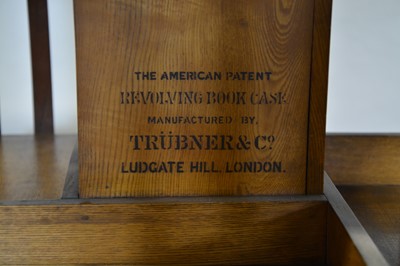 THE AMERICAN PATENT
REVOLVING BOOK CASE
MANUFACTURED BY.
TRÜBNER & Cº
LUDGATE HILL. LONDON.